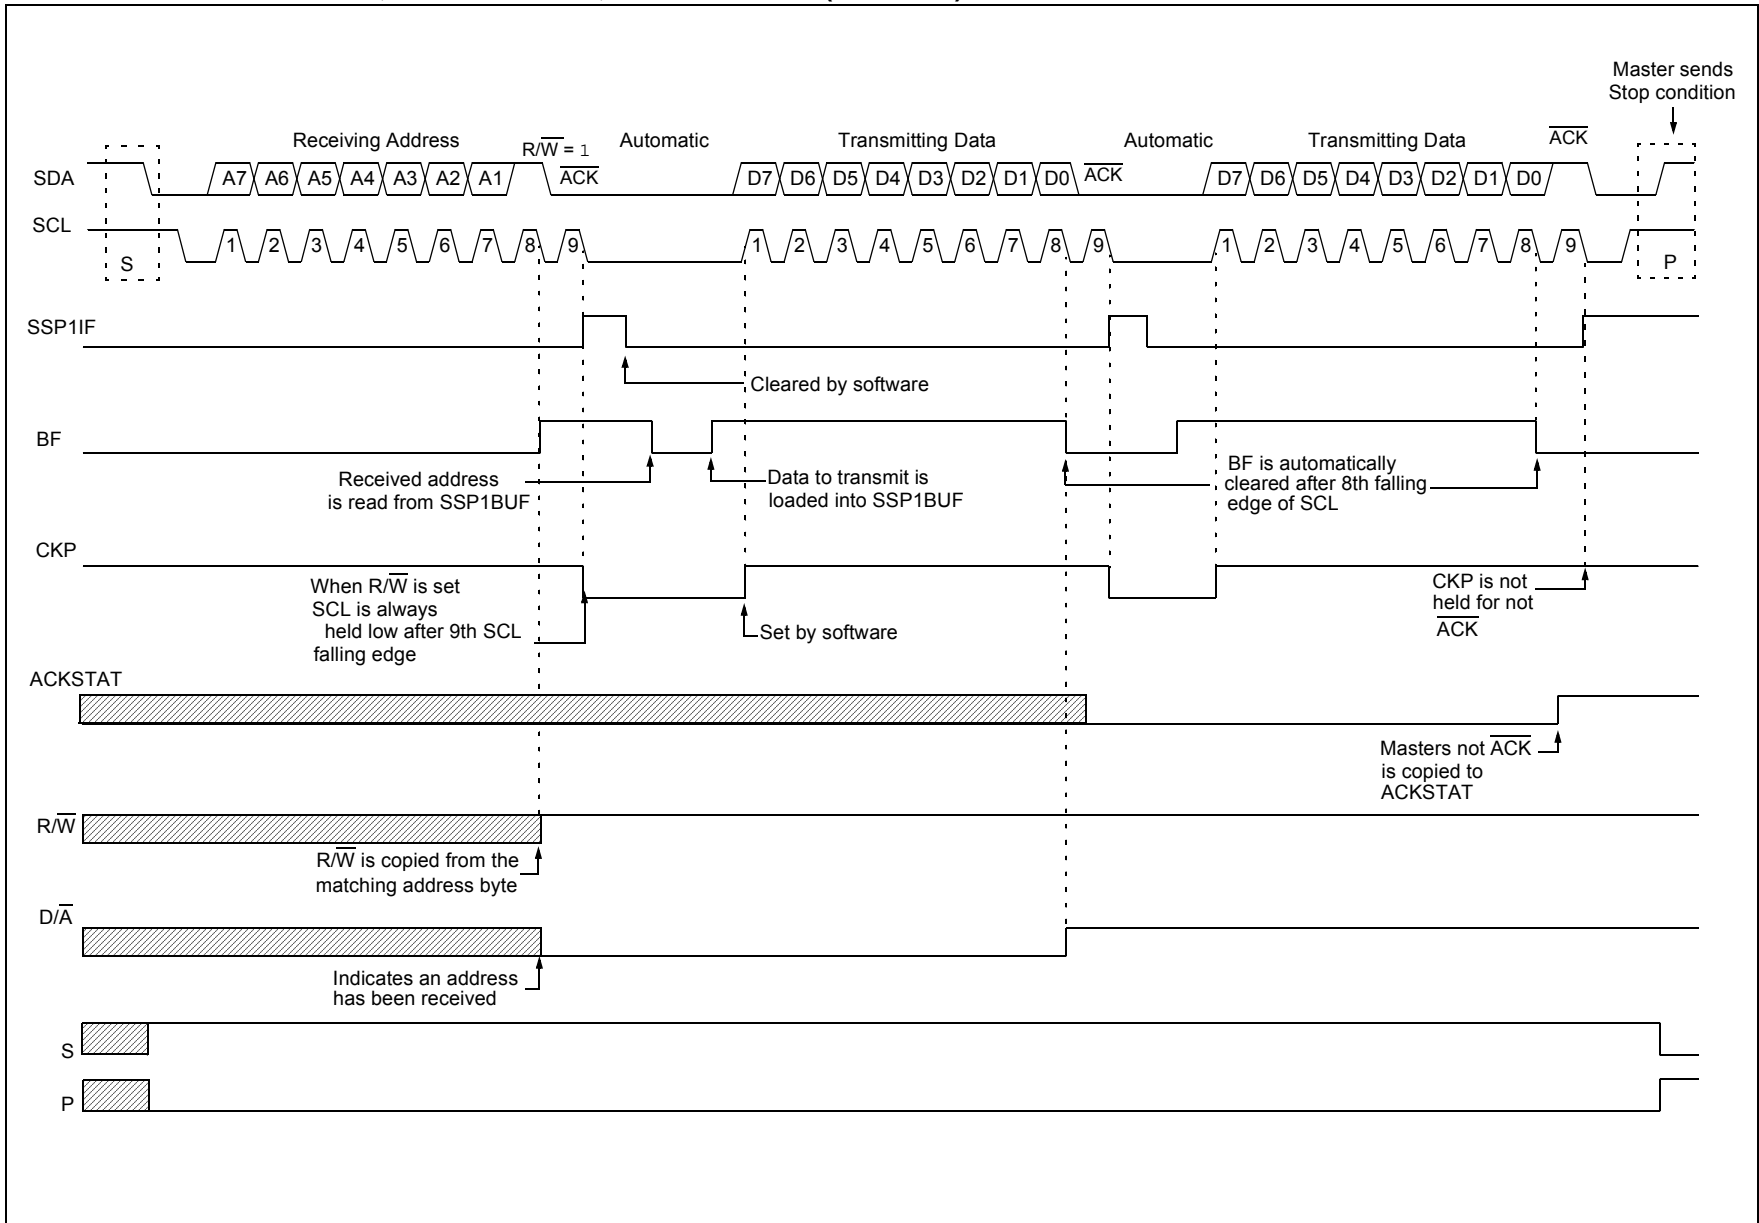 Master sends
Stop condition
Receiving Address
R/W̅ = 1
Automatic
Transmitting Data
Automatic
Transmitting Data
A̅C̅K̅
SDA
A7 A6 A5 A4 A3 A2 A1
A̅C̅K̅
D7 D6 D5 D4 D3 D2 D1 D0
A̅C̅K̅
D7 D6 D5 D4 D3 D2 D1 D0
SCL
S
1 2 3 4 5 6 7 8 9
1 2 3 4 5 6 7 8 9
1 2 3 4 5 6 7 8 9
P
SSP1IF
Cleared by software
BF
Received address
is read from SSP1BUF
Data to transmit is
loaded into SSP1BUF
BF is automatically
cleared after 8th falling
edge of SCL
CKP
When R/W̅ is set
SCL is always
held low after 9th SCL
falling edge
Set by software
CKP is not
held for not
A̅C̅K̅
ACKSTAT
Masters not A̅C̅K̅
is copied to
ACKSTAT
R/W̅
R/W̅ is copied from the
matching address byte
D/A̅
Indicates an address
has been received
S
P